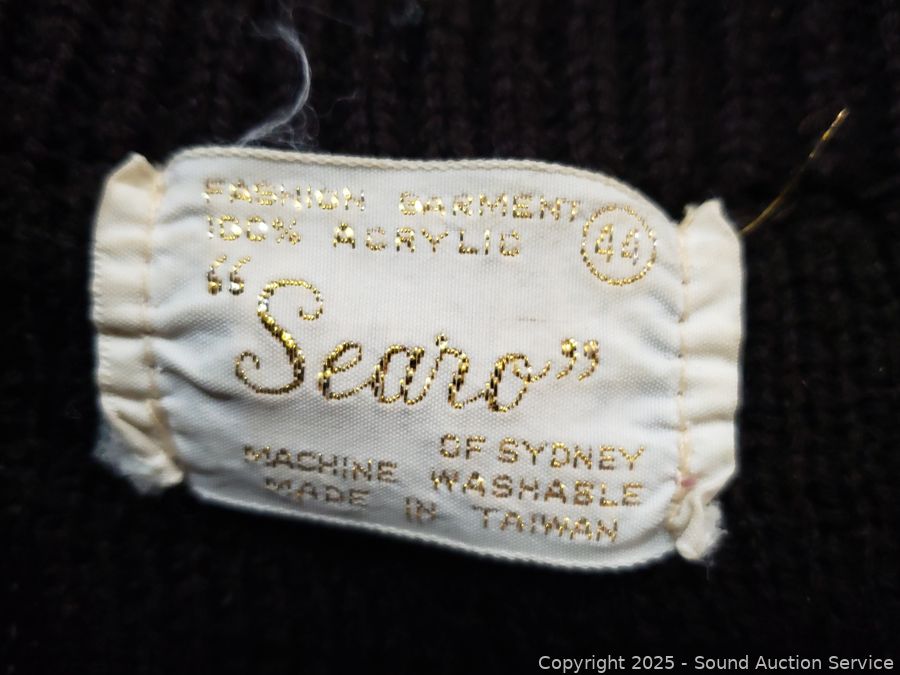 FASHION GARMENT
100% ACRYLIC 44
“Searo”
OF SYDNEY
MACHINE WASHABLE
MADE IN TAIWAN
Copyright 2025 - Sound Auction Service